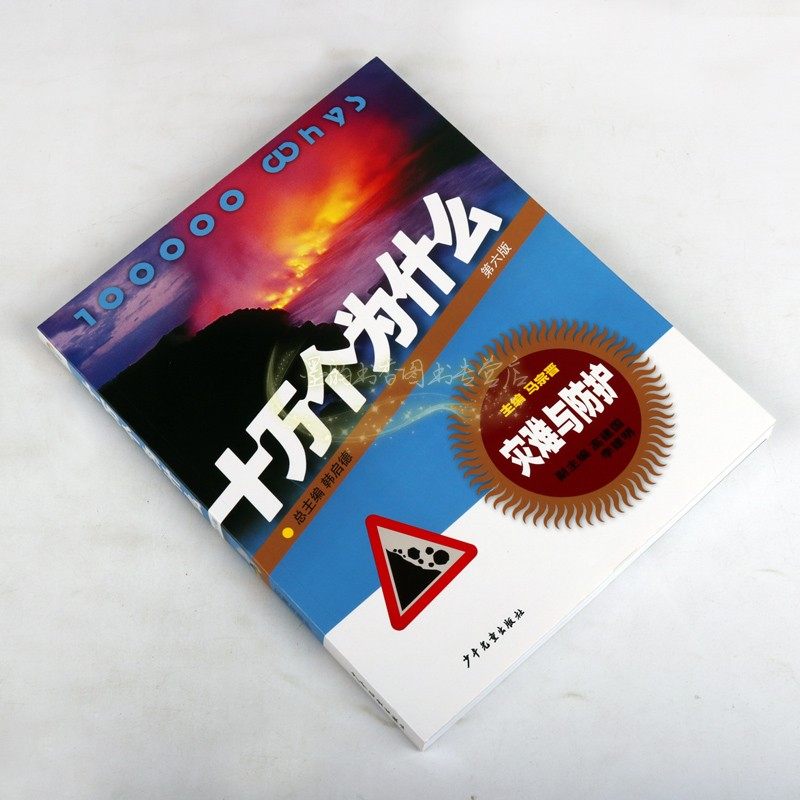 100000 Whys
十万个为什么
第六版
总主编 韩启德
主编 马宗晋
灾难与防护
副主编 高建国
李耀明
少年儿童出版社